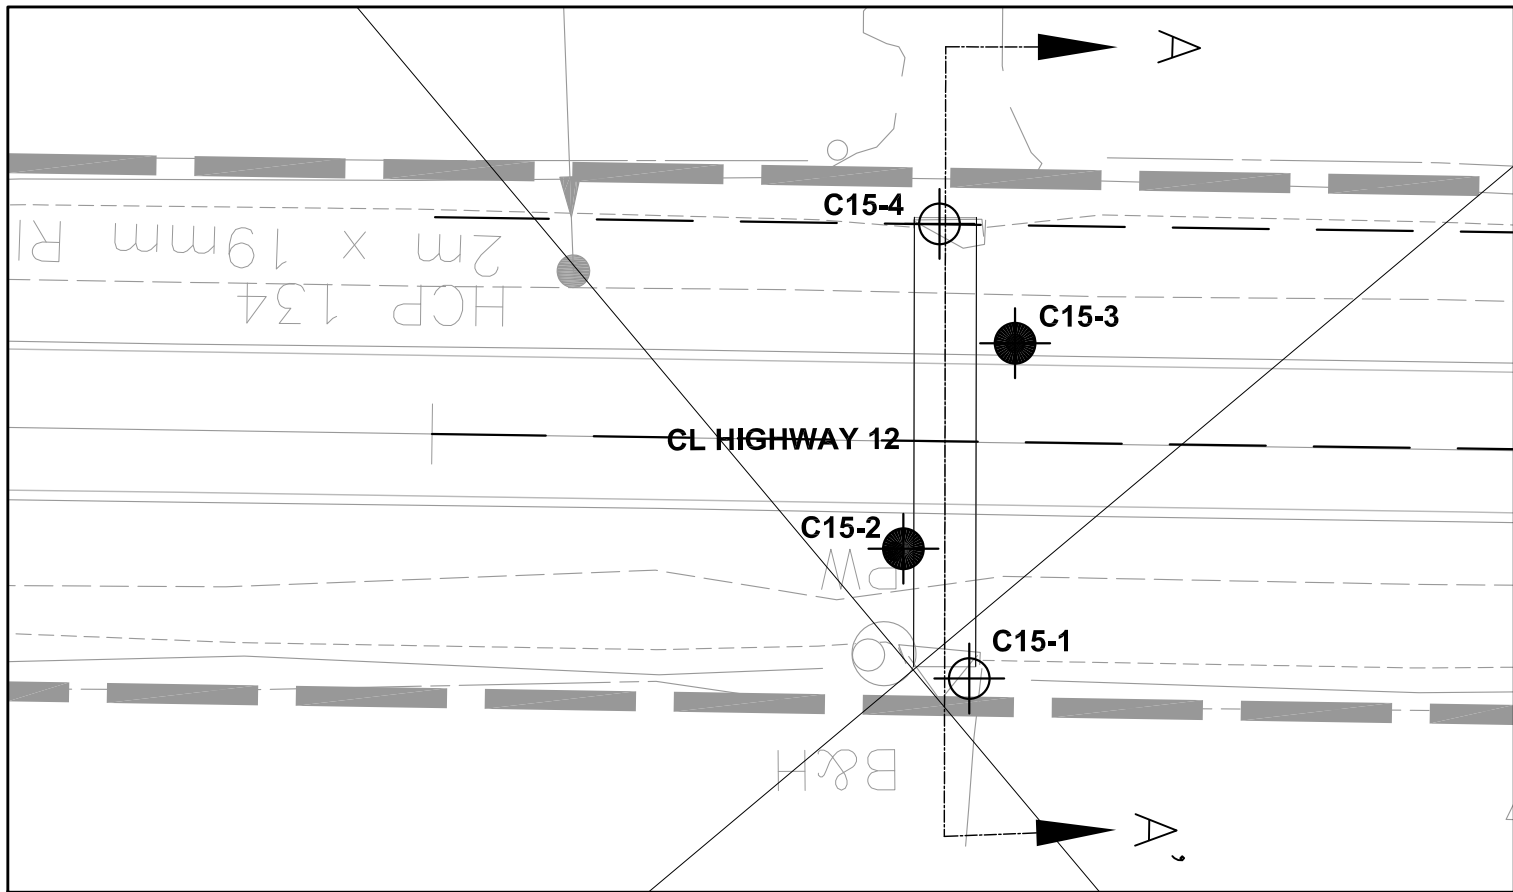 A
C15-4
2m x 19mm
HCP 134
C15-3
CL HIGHWAY 12
C15-2
C15-1
B&H
A'